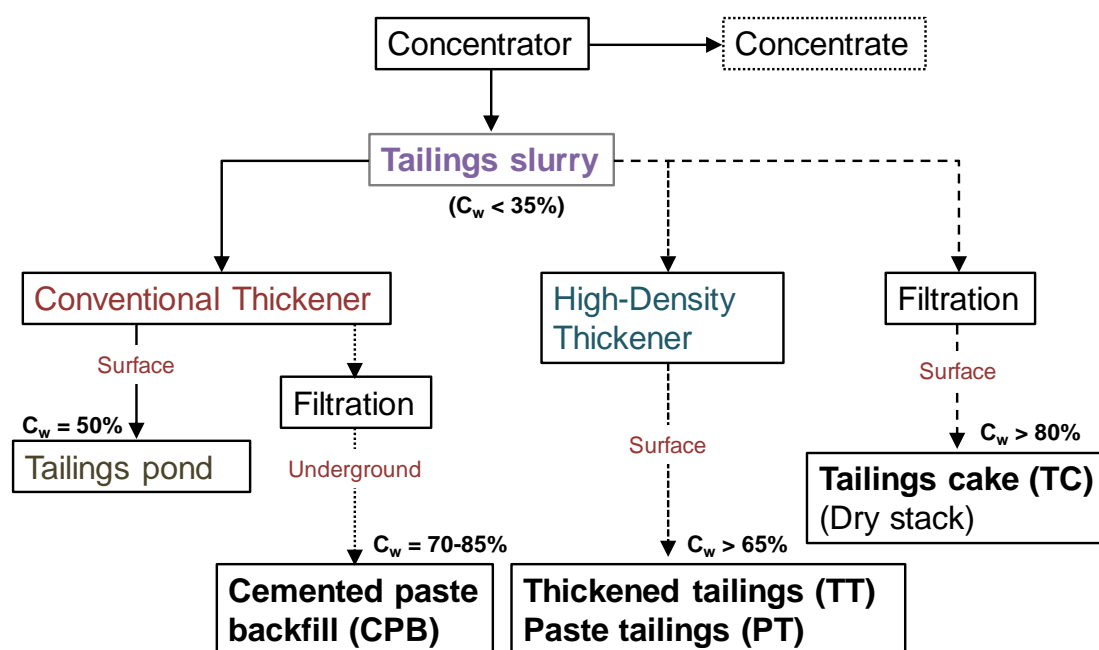 Concentrator
Concentrate
Tailings slurry
(Cw < 35%)
Conventional Thickener
High-Density
Thickener
Filtration
Surface
Filtration
Surface
Surface
Cw = 50%
Tailings pond
Underground
Cw > 80%
Tailings cake (TC)
(Dry stack)
Cw = 70-85%
Cw > 65%
Cemented paste
backfill (CPB)
Thickened tailings (TT)
Paste tailings (PT)